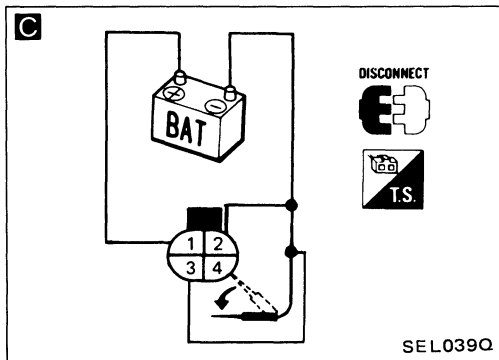 C
DISCONNECT
⊕
⊖
BAT
T.S.
1 2
3 4
SEL039Q